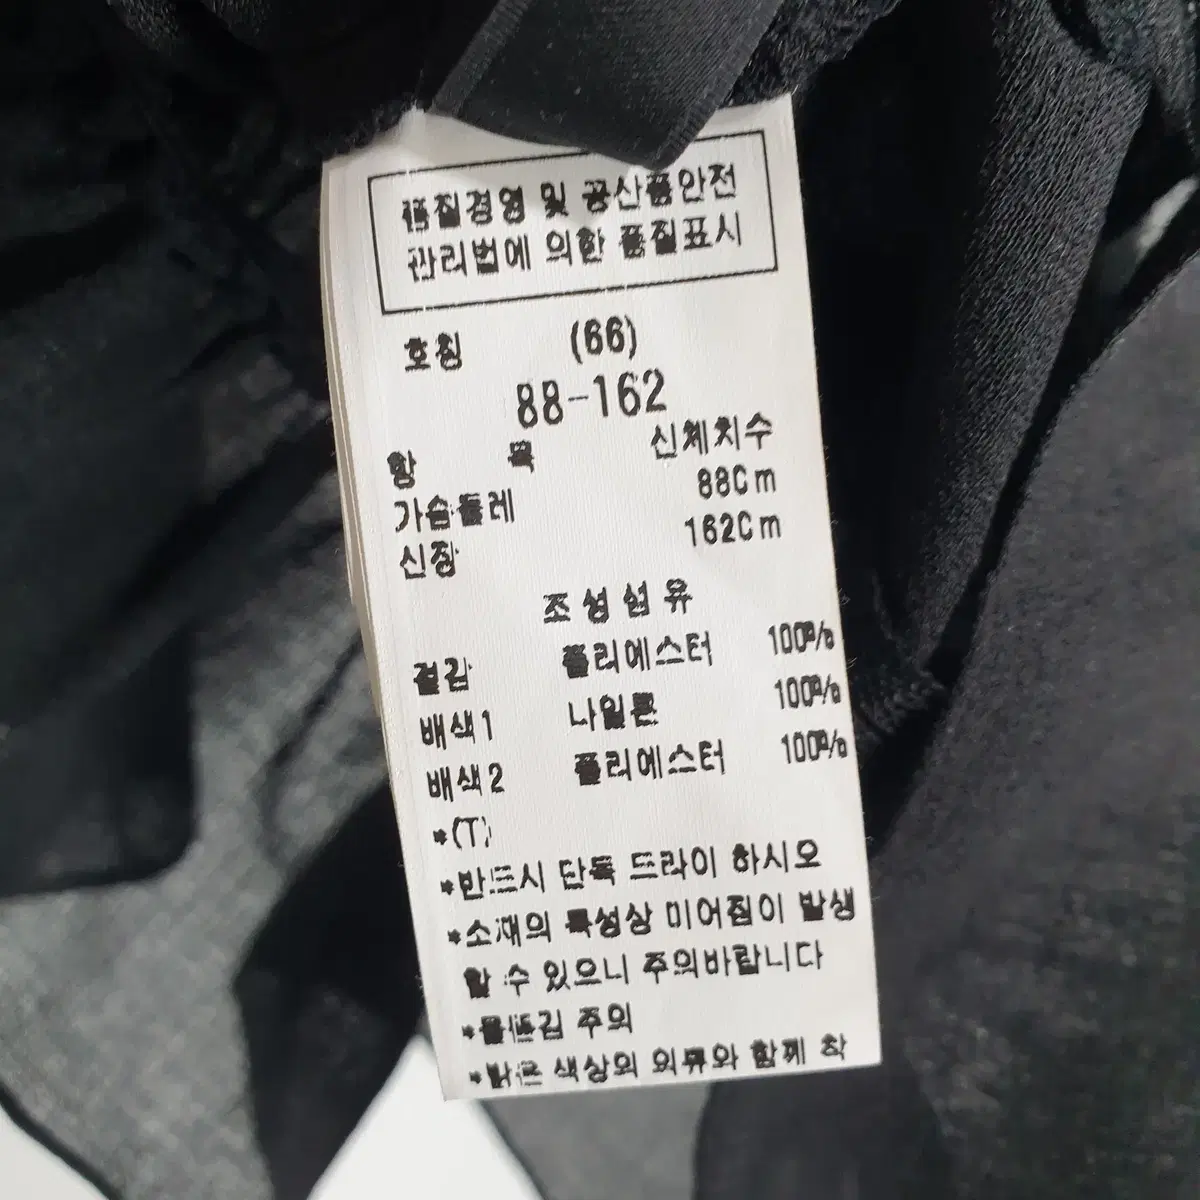 품질경영 및 공산품안전
관리법에 의한 품질표시
호칭 (66)
88-162
항 목 신체치수
가슴둘레 88Cm
신장 162Cm
조성섬유
겉감 폴리에스터 100%
배색1 나일론 100%
배색2 폴리에스터 100%
*(T)
*반드시 단독 드라이 하시오
*소재의 특성상 미어짐이 발생
할 수 있으니 주의바랍니다
*올뜯김 주의
*밝은 색상의 의류와 함께 착